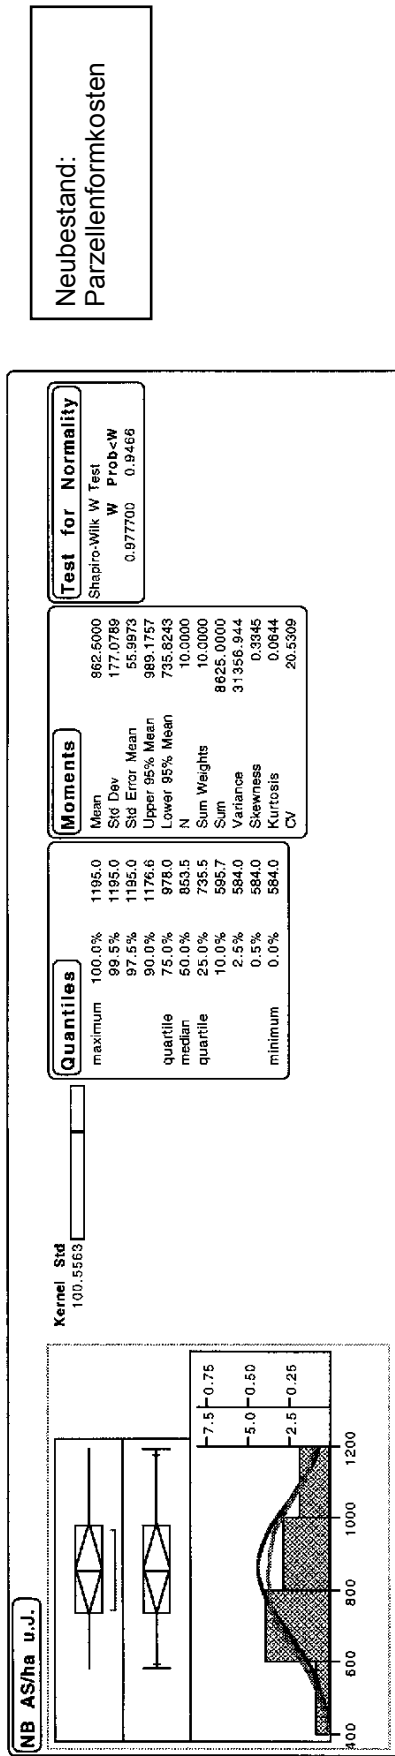 Neubestand:
Parzellenformkosten
NB AS/ha u.J.
7.5 0.75
5.0 0.50
2.5 0.25
400 600 800 1000 1200
Kernel Std
100.5563
Quantiles
maximum 100.0% 1195.0
99.5% 1195.0
97.5% 1195.0
90.0% 1176.6
quartile 75.0% 978.0
median 50.0% 853.5
quartile 25.0% 735.5
10.0% 595.7
2.5% 584.0
0.5% 584.0
minimum 0.0% 584.0
Moments
Mean 862.5000
Std Dev 177.0789
Std Error Mean 55.9973
Upper 95% Mean 989.1757
Lower 95% Mean 735.8243
N 10.0000
Sum Weights 10.0000
Sum 8625.0000
Variance 31356.944
Skewness 0.3345
Kurtosis 0.0644
CV 20.5309
Test for Normality
Shapiro-Wilk W Test
W Prob<W
0.977700 0.9466